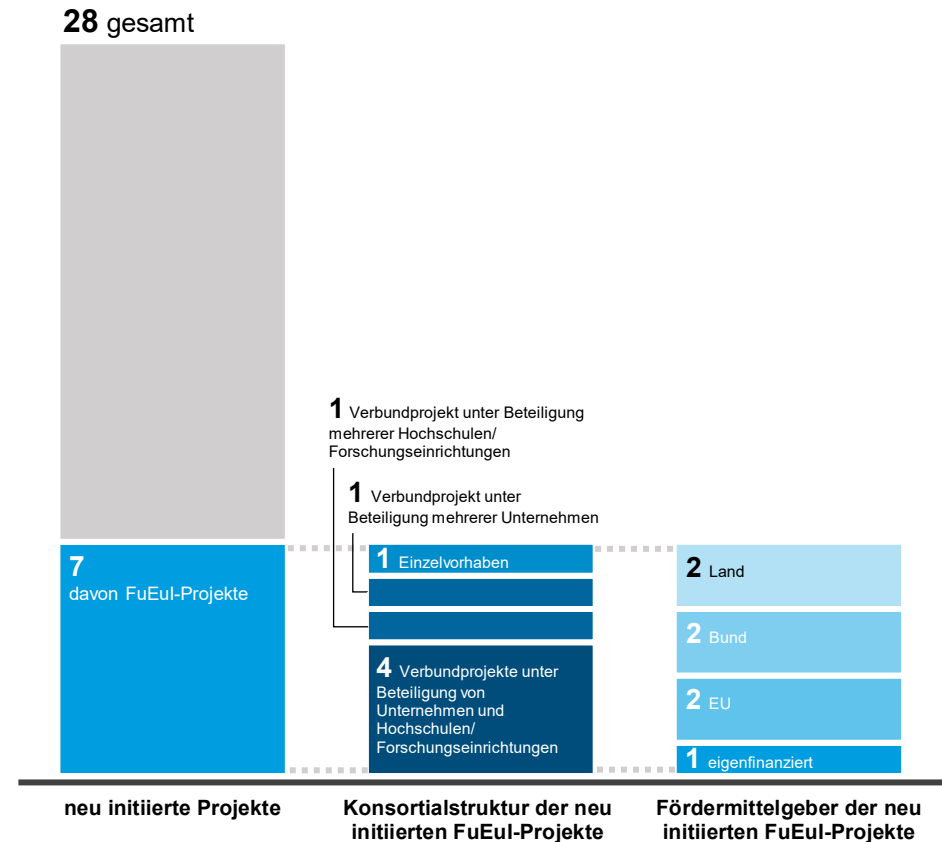 28 gesamt
7
davon FuEuI-Projekte
1 Verbundprojekt unter Beteiligung
mehrerer Hochschulen/
Forschungseinrichtungen
1 Verbundprojekt unter
Beteiligung mehrerer Unternehmen
1 Einzelvorhaben
4 Verbundprojekte unter
Beteiligung von
Unternehmen und
Hochschulen/
Forschungseinrichtungen
2 Land
2 Bund
2 EU
1 eigenfinanziert
neu initiierte Projekte
Konsortialstruktur der neu
initiierten FuEuI-Projekte
Fördermittelgeber der neu
initiierten FuEuI-Projekte